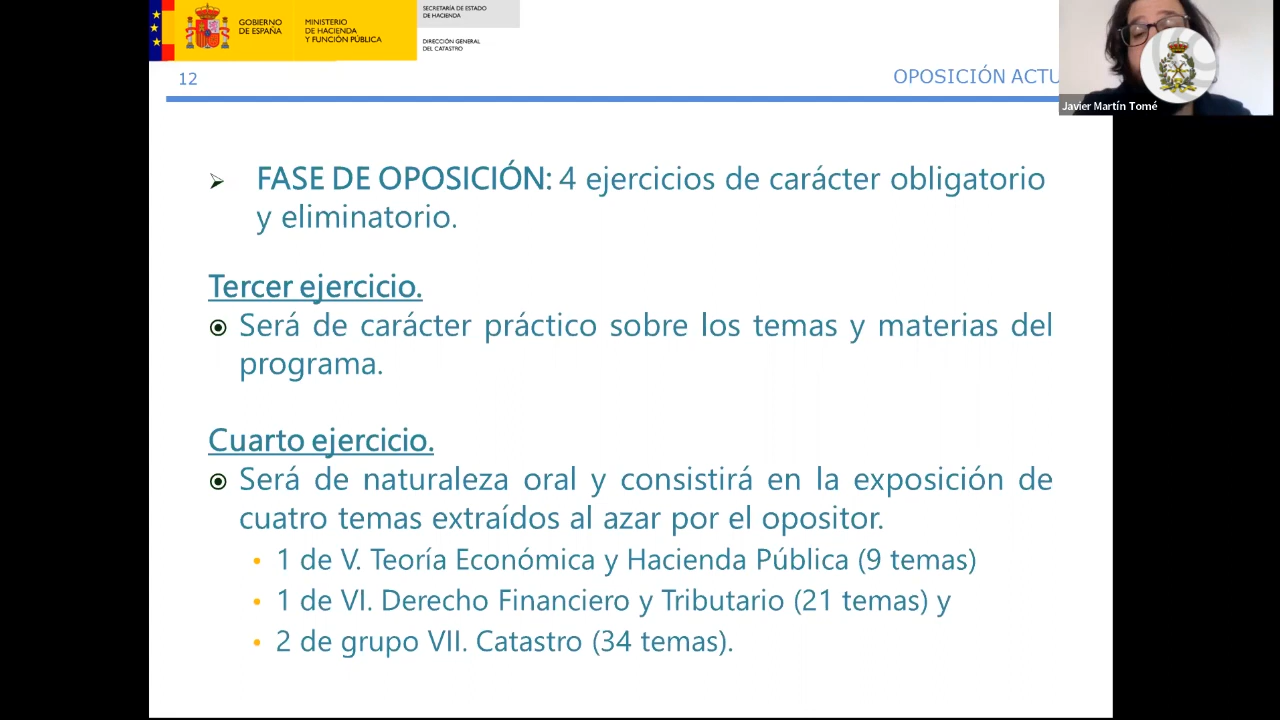 GOBIERNO
DE ESPAÑA
MINISTERIO
DE HACIENDA
Y FUNCIÓN PÚBLICA
SECRETARÍA DE ESTADO
DE HACIENDA
DIRECCIÓN GENERAL
DEL CATASTRO
12
OPOSICIÓN ACTU
Javier Martín Tomé
➢ FASE DE OPOSICIÓN: 4 ejercicios de carácter obligatorio
y eliminatorio.
Tercer ejercicio.
Será de carácter práctico sobre los temas y materias del
programa.
Cuarto ejercicio.
Será de naturaleza oral y consistirá en la exposición de
cuatro temas extraídos al azar por el opositor.
• 1 de V. Teoría Económica y Hacienda Pública (9 temas)
• 1 de VI. Derecho Financiero y Tributario (21 temas) y
• 2 de grupo VII. Catastro (34 temas).